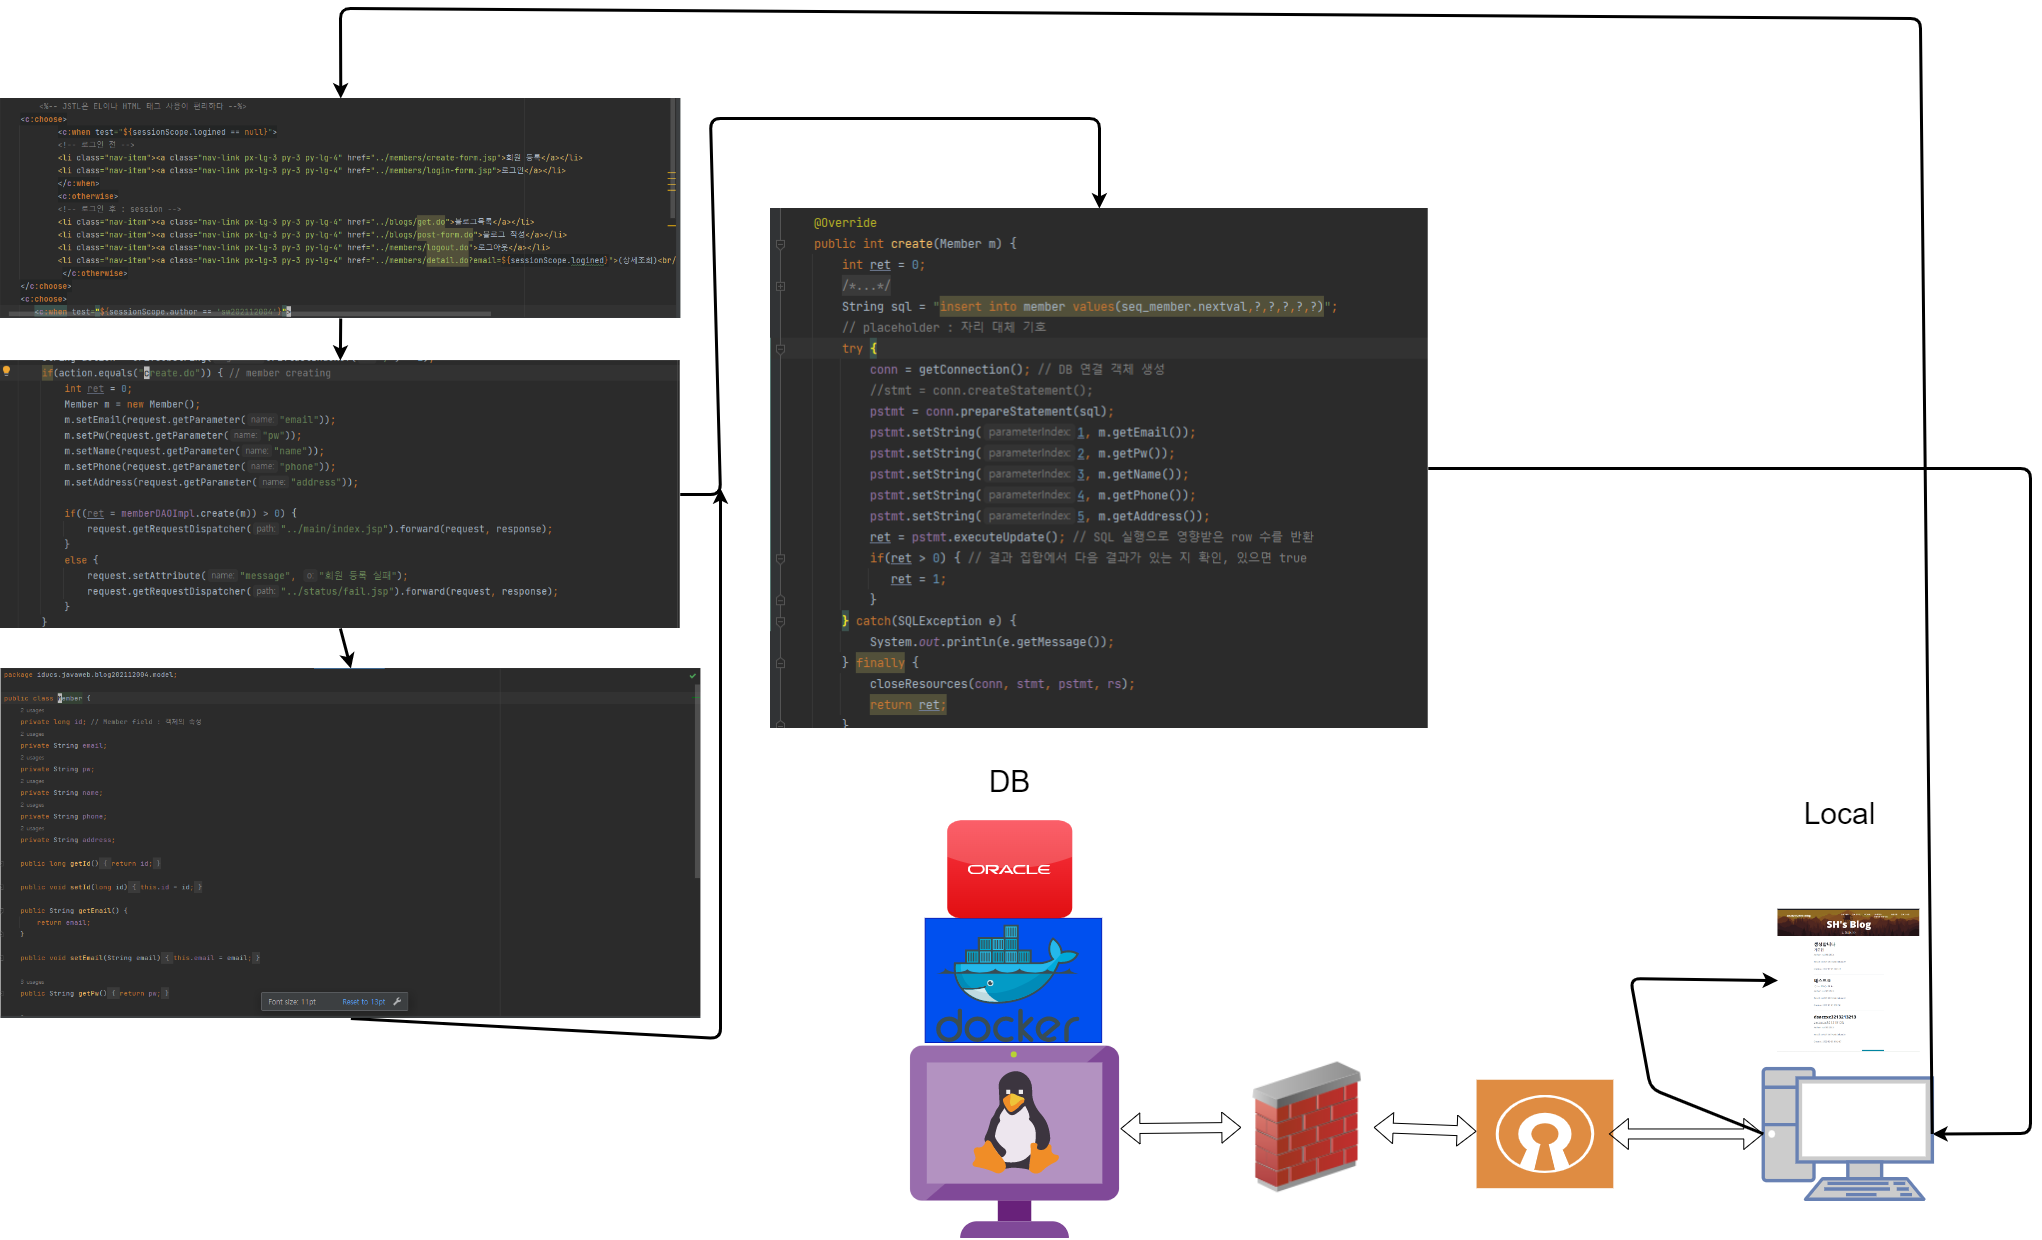 <%-- JSTL은 EL이나 HTML 태그 사용이 편리하다 --%>
<c:choose>
<c:when test="${sessionScope.logined == null}">
<!-- 로그인 전 -->
<li class="nav-item"><a class="nav-link px-lg-3 py-3 py-lg-4" href="../members/create-form.jsp">회원 등록</a></li>
<li class="nav-item"><a class="nav-link px-lg-3 py-3 py-lg-4" href="../members/login-form.jsp">로그인</a></li>
</c:when>
<c:otherwise>
<!-- 로그인 후 : session -->
<li class="nav-item"><a class="nav-link px-lg-3 py-3 py-lg-4" href="../blogs/get.do">블로그목록</a></li>
<li class="nav-item"><a class="nav-link px-lg-3 py-3 py-lg-4" href="../blogs/post-form.do">블로그 작성</a></li>
<li class="nav-item"><a class="nav-link px-lg-3 py-3 py-lg-4" href="../members/logout.do">로그아웃</a></li>
<li class="nav-item"><a class="nav-link px-lg-3 py-3 py-lg-4" href="../members/detail.do?email=${sessionScope.logined}">(상세조회)<br/
</c:otherwise>
</c:choose>
<c:choose>
<c:when test="${sessionScope.author == 'sw202112004'}">
if(action.equals("create.do")) { // member creating
int ret = 0;
Member m = new Member();
m.setEmail(request.getParameter( name: "email"));
m.setPw(request.getParameter( name: "pw"));
m.setName(request.getParameter( name: "name"));
m.setPhone(request.getParameter( name: "phone"));
m.setAddress(request.getParameter( name: "address"));
if((ret = memberDAOImpl.create(m)) > 0) {
request.getRequestDispatcher( path: "../main/index.jsp").forward(request, response);
}
else {
request.setAttribute( name: "message", o: "회원 등록 실패");
request.getRequestDispatcher( path: "../status/fail.jsp").forward(request, response);
}
}
package iducs.javaweb.blog202112004.model;
public class Member {
2 usages
private long id; // Member field : 객체의 속성
2 usages
private String email;
2 usages
private String pw;
2 usages
private String name;
2 usages
private String phone;
2 usages
private String address;
public long getId() { return id; }
public void setId(long id) { this.id = id; }
public String getEmail() {
return email;
}
public void setEmail(String email) { this.email = email; }
public String getPw() { return pw; }
Font size: 11pt Reset to 13pt
@Override
public int create(Member m) {
int ret = 0;
/*...*/
String sql = "insert into member values(seq_member.nextval,?,?,?,?,?)";
// placeholder : 자리 대체 기호
try {
conn = getConnection(); // DB 연결 객체 생성
//stmt = conn.createStatement();
pstmt = conn.prepareStatement(sql);
pstmt.setString( parameterIndex: 1, m.getEmail());
pstmt.setString( parameterIndex: 2, m.getPw());
pstmt.setString( parameterIndex: 3, m.getName());
pstmt.setString( parameterIndex: 4, m.getPhone());
pstmt.setString( parameterIndex: 5, m.getAddress());
ret = pstmt.executeUpdate(); // SQL 실행으로 영향받은 row 수를 반환
if(ret > 0) { // 결과 집합에서 다음 결과가 있는 지 확인, 있으면 true
ret = 1;
}
} catch(SQLException e) {
System.out.println(e.getMessage());
} finally {
closeResources(conn, stmt, pstmt, rs);
return ret;
}
DB
ORACLE
docker
Local
SH's Blog